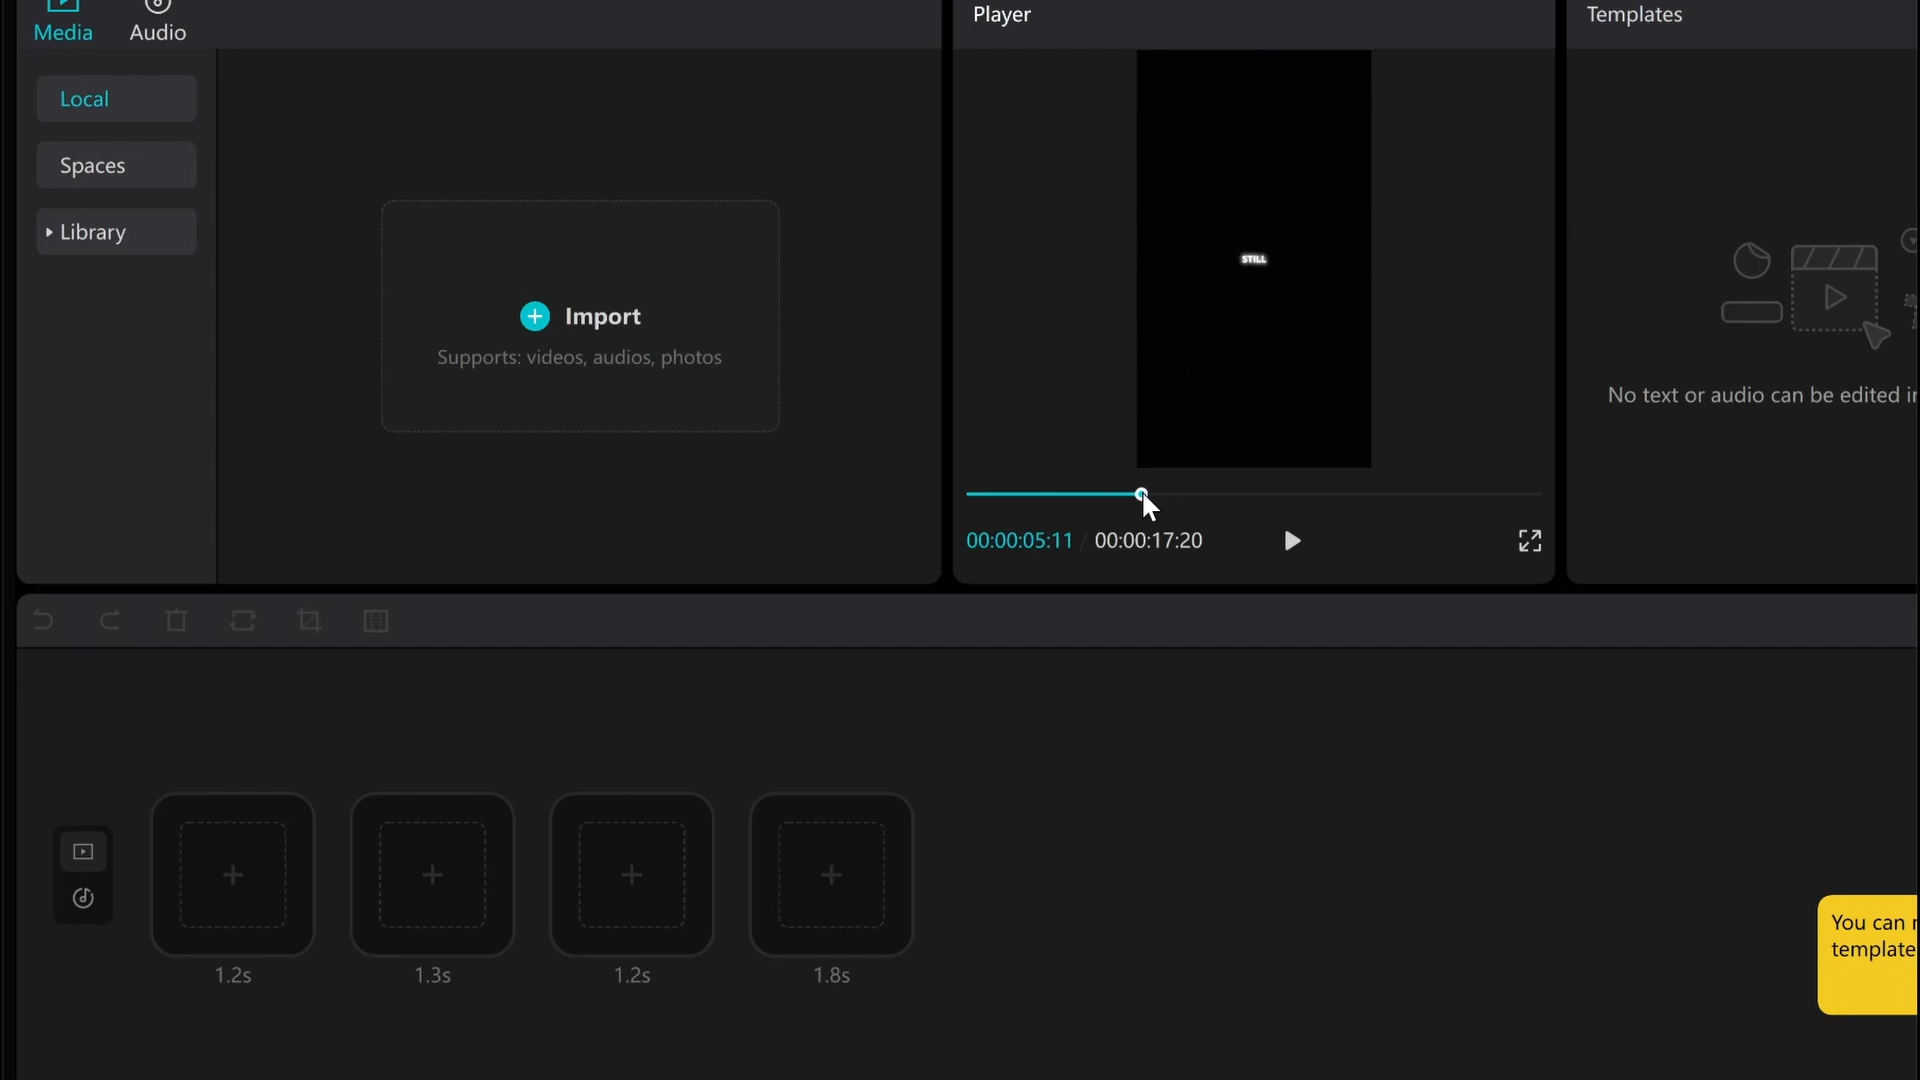 Media
Audio
Player
Templates
Local
Spaces
Library
Import
Supports: videos, audios, photos
STILL
No text or audio can be edited i
00:00:05:11 / 00:00:17:20
1.2s
1.3s
1.2s
1.8s
You can
template